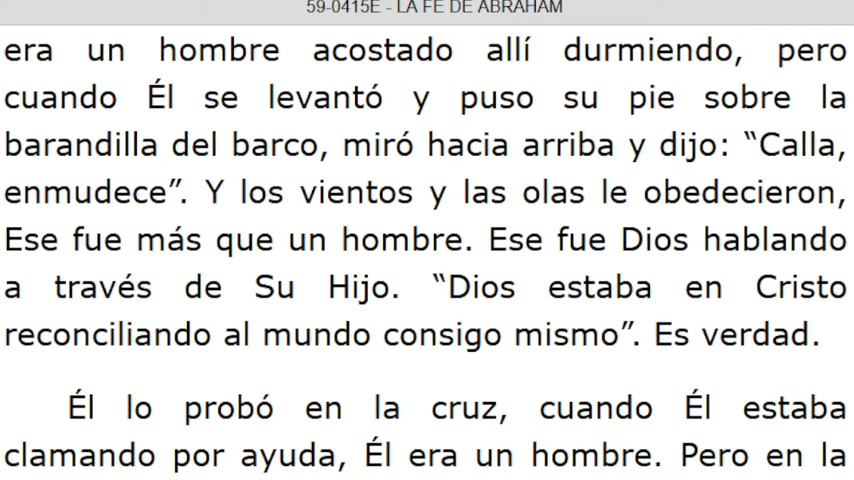 59-0415E - LA FE DE ABRAHAM
era un hombre acostado allí durmiendo, pero
cuando Él se levantó y puso su pie sobre la
barandilla del barco, miró hacia arriba y dijo: “Calla,
enmudece”. Y los vientos y las olas le obedecieron,
Ese fue más que un hombre. Ese fue Dios hablando
a través de Su Hijo. “Dios estaba en Cristo
reconciliando al mundo consigo mismo”. Es verdad.
Él lo probó en la cruz, cuando Él estaba
clamando por ayuda, Él era un hombre. Pero en la